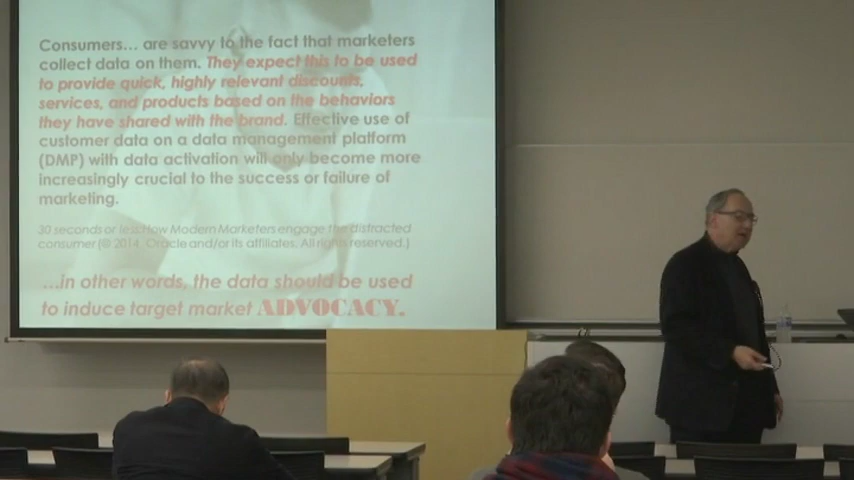 Consumers... are savvy to the fact that marketers
collect data on them. They expect this to be used
to provide quick, highly relevant discounts,
services, and products based on the behaviors
they have shared with the brand. Effective use of
customer data on a data management platform
(DMP) with data activation will only become more
increasingly crucial to the success or failure of
marketing.
30 seconds or less How Modern Marketers engage the distracted
consumer (© 2014, Oracle and/or its affiliates. All rights reserved.)
...in other words, the data should be used
to induce target market ADVOCACY.